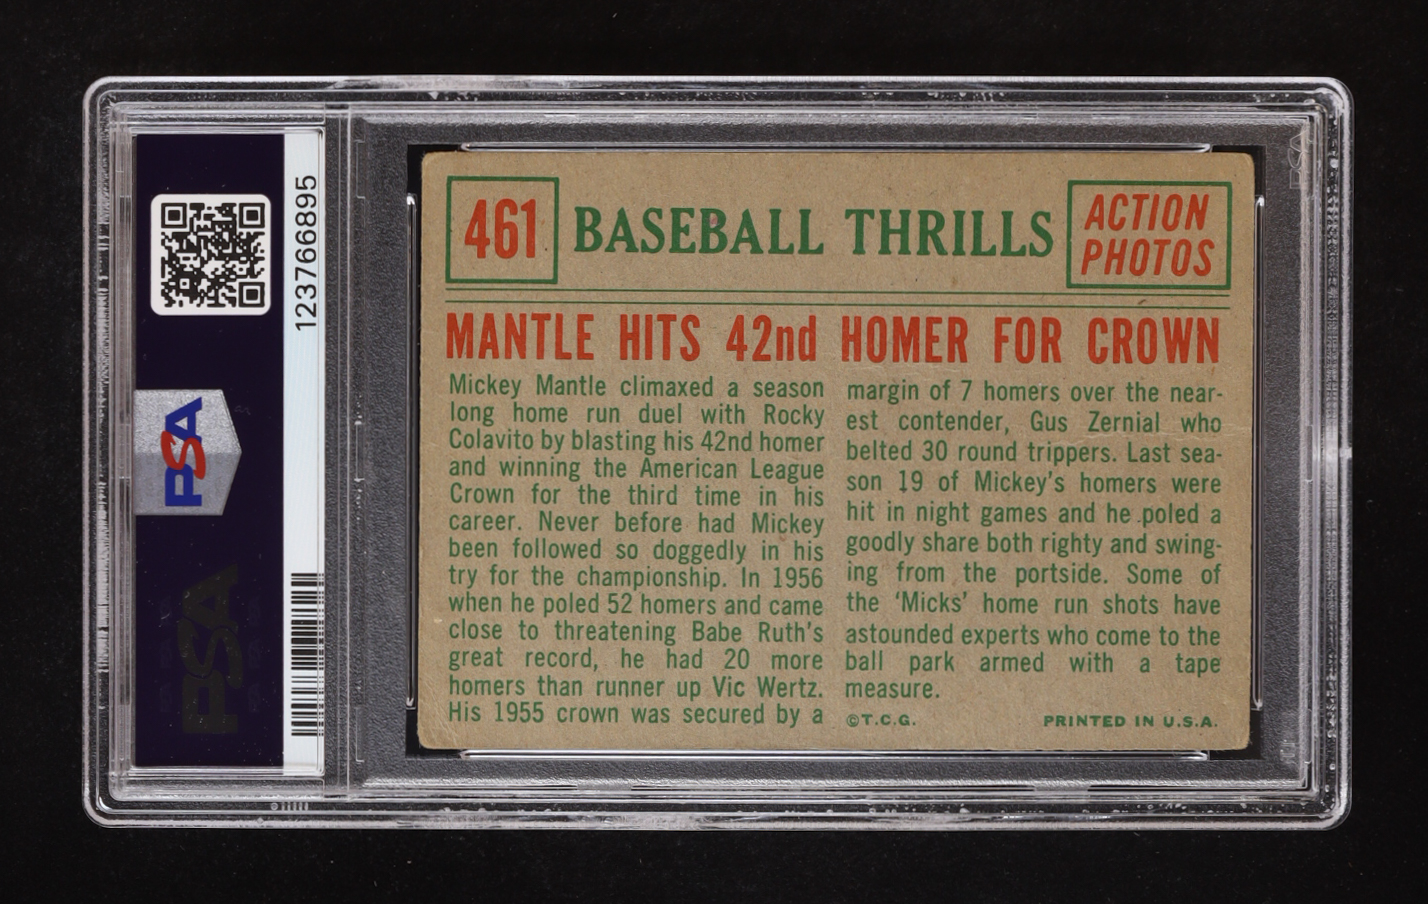 461
BASEBALL THRILLS
ACTION
PHOTOS
MANTLE HITS 42nd HOMER FOR CROWN
Mickey Mantle climaxed a season
long home run duel with Rocky
Colavito by blasting his 42nd homer
and winning the American League
Crown for the third time in his
career. Never before had Mickey
been followed so doggedly in his
try for the championship. In 1956
when he poled 52 homers and came
close to threatening Babe Ruth's
great record, he had 20 more
homers than runner up Vic Wertz.
His 1955 crown was secured by a
margin of 7 homers over the near-
est contender, Gus Zernial who
belted 30 round trippers. Last sea-
son 19 of Mickey's homers were
hit in night games and he poled a
goodly share both righty and swing-
ing from the portside. Some of
the 'Micks' home run shots have
astounded experts who come to the
ball park armed with a tape
measure.
©T.C.G.
PRINTED IN U.S.A.
123766895
PSA
PSA